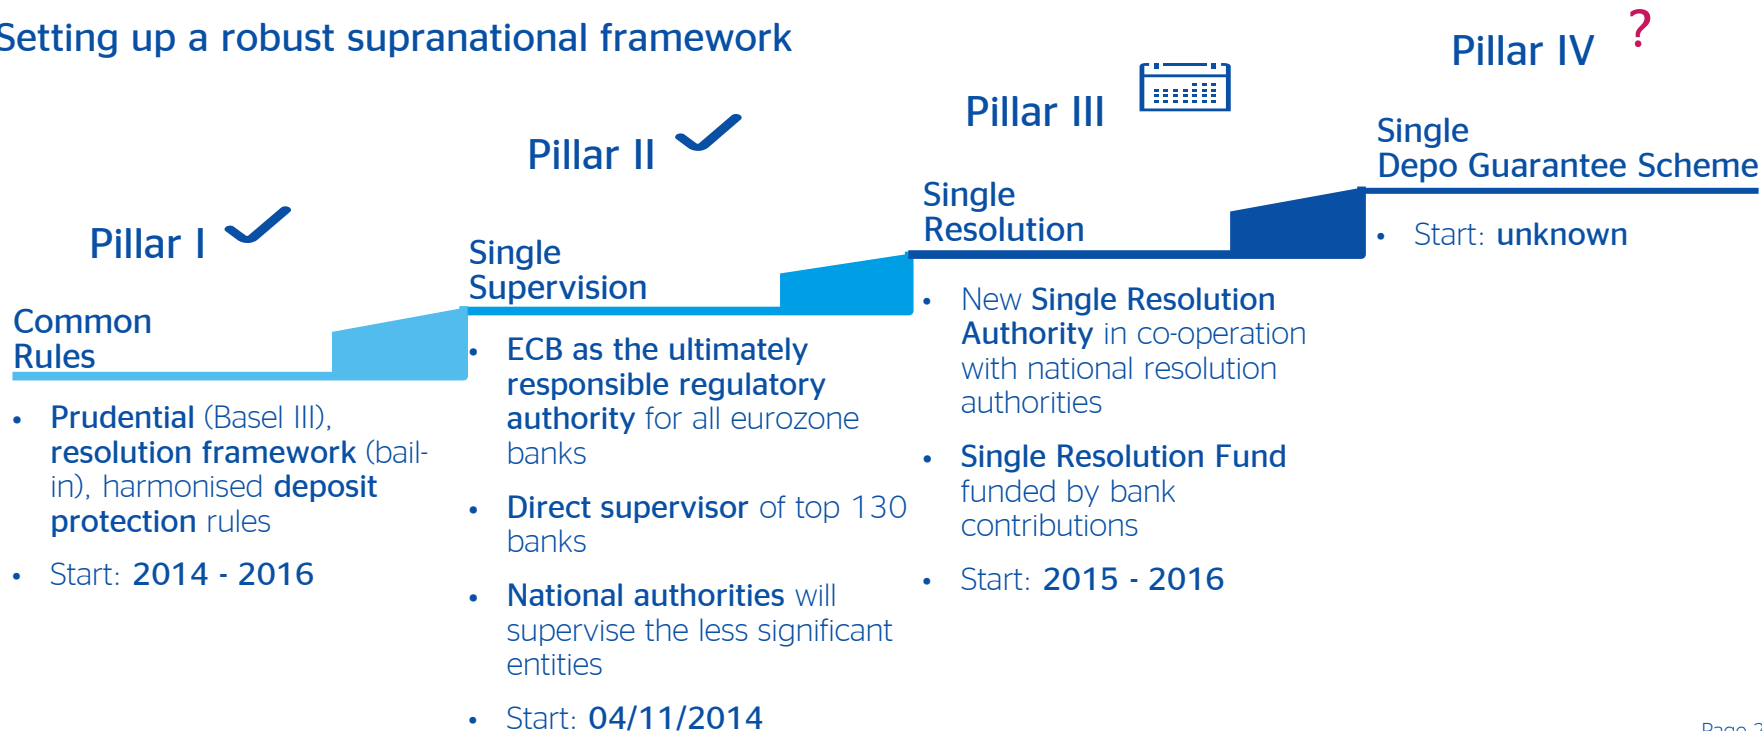 Setting up a robust supranational framework
Pillar I
Common
Rules
• Prudential (Basel III),
resolution framework (bail-
in), harmonised deposit
protection rules
• Start: 2014 - 2016
Pillar II
Single
Supervision
• ECB as the ultimately
responsible regulatory
authority for all eurozone
banks
• Direct supervisor of top 130
banks
• National authorities will
supervise the less significant
entities
• Start: 04/11/2014
Pillar III
Single
Resolution
• New Single Resolution
Authority in co-operation
with national resolution
authorities
• Single Resolution Fund
funded by bank
contributions
• Start: 2015 - 2016
Pillar IV ?
Single
Depo Guarantee Scheme
• Start: unknown
Page 2